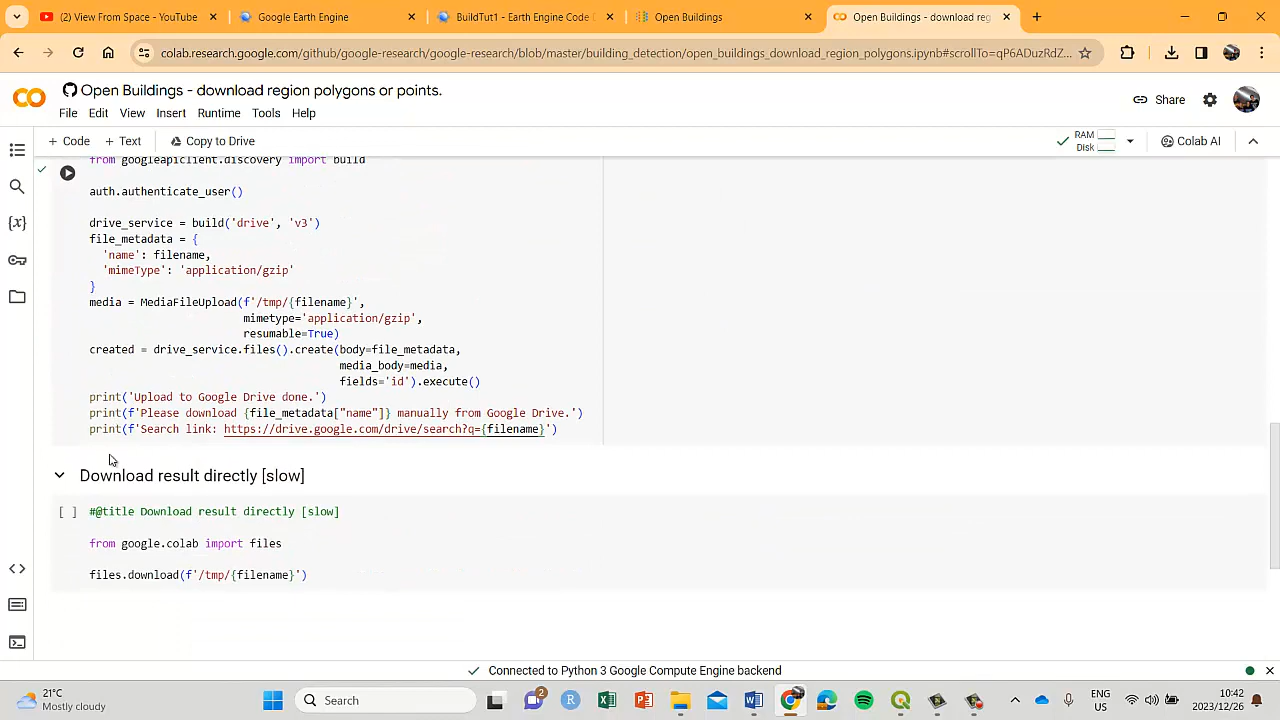 (2) View From Space - YouTube
Google Earth Engine
BuildTut1 - Earth Engine Code
Open Buildings
Open Buildings - download reg
colab.research.google.com/github/google-research/google-research/blob/master/building_detection/open_buildings_download_region_polygons.ipynb#scrollTo=qP6ADuzRdZ...
Open Buildings - download region polygons or points.
File Edit View Insert Runtime Tools Help
Share
+ Code + Text Copy to Drive
RAM
Disk
Colab AI
from googleapiclient.discovery import build
auth.authenticate_user()
drive_service = build('drive', 'v3')
file_metadata = {
'name': filename,
'mimeType': 'application/gzip'
}
media = MediaFileUpload(f'/tmp/{filename}',
mimetype='application/gzip',
resumable=True)
created = drive_service.files().create(body=file_metadata,
media_body=media,
fields='id').execute()
print('Upload to Google Drive done.')
print(f'Please download {file_metadata["name"]} manually from Google Drive.')
print(f'Search link: https://drive.google.com/drive/search?q={filename}')
Download result directly [slow]
[ ] #@title Download result directly [slow]
from google.colab import files
files.download(f'/tmp/{filename}')
Connected to Python 3 Google Compute Engine backend
21°C
Mostly cloudy
Search
2
ENG
US
10:42
2023/12/26